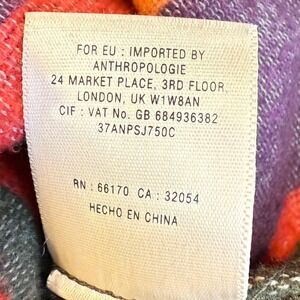 FOR EU : IMPORTED BY
ANTHROPOLOGIE
24 MARKET PLACE, 3RD FLOOR,
LONDON, UK W1W8AN
CIF : VAT No. GB 684936382
37ANPSJ750C
RN : 66170 CA : 32054
HECHO EN CHINA